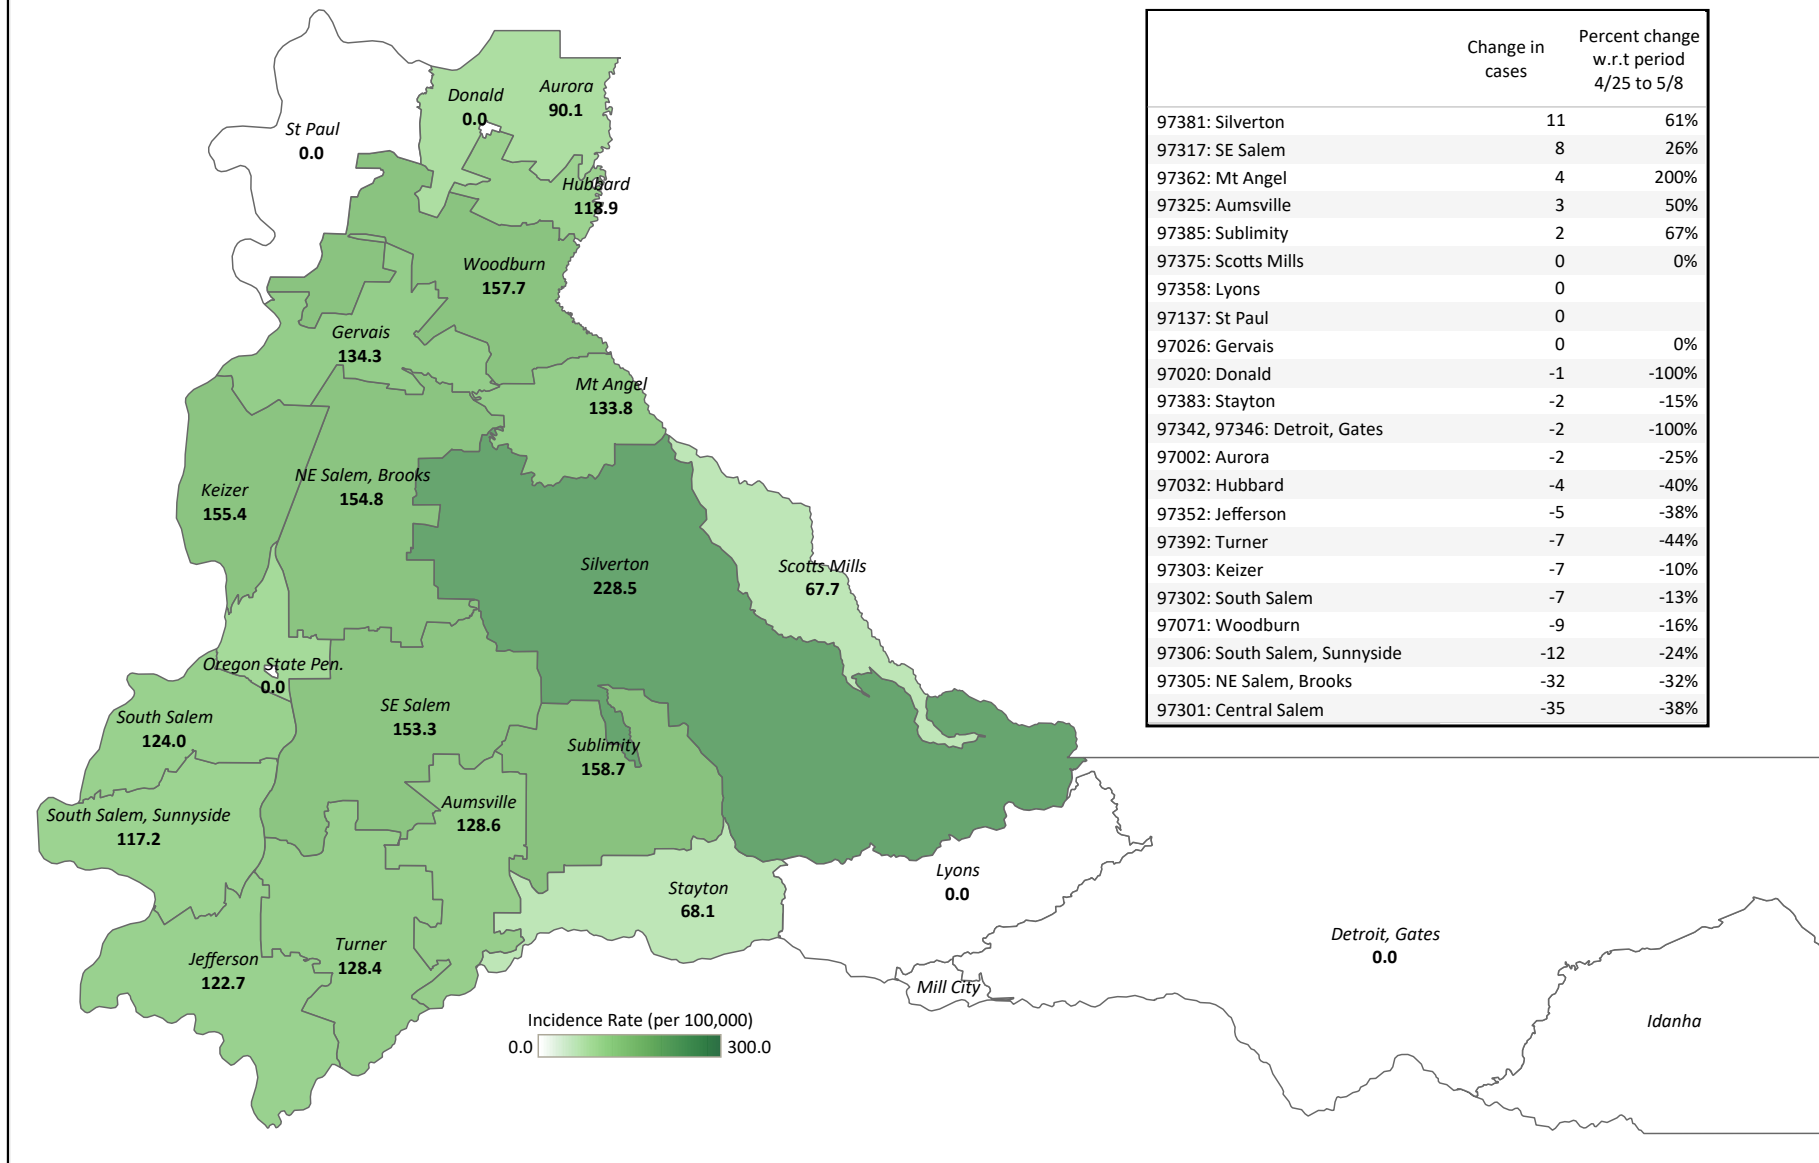 Change in
cases
Percent change
w.r.t period
4/25 to 5/8
97381: Silverton 11 61%
97317: SE Salem 8 26%
97362: Mt Angel 4 200%
97325: Aumsville 3 50%
97385: Sublimity 2 67%
97375: Scotts Mills 0 0%
97358: Lyons 0
97137: St Paul 0
97026: Gervais 0 0%
97020: Donald -1 -100%
97383: Stayton -2 -15%
97342, 97346: Detroit, Gates -2 -100%
97002: Aurora -2 -25%
97032: Hubbard -4 -40%
97352: Jefferson -5 -38%
97392: Turner -7 -44%
97303: Keizer -7 -10%
97302: South Salem -7 -13%
97071: Woodburn -9 -16%
97306: South Salem, Sunnyside -12 -24%
97305: NE Salem, Brooks -32 -32%
97301: Central Salem -35 -38%
Aurora
90.1
Donald
0.0
St Paul
0.0
Hubbard
118.9
Woodburn
157.7
Gervais
134.3
Mt Angel
133.8
NE Salem, Brooks
154.8
Keizer
155.4
Silverton
228.5
Scotts Mills
67.7
Oregon State Pen.
0.0
SE Salem
153.3
South Salem
124.0
Sublimity
158.7
Aumsville
128.6
South Salem, Sunnyside
117.2
Lyons
0.0
Stayton
68.1
Detroit, Gates
0.0
Turner
128.4
Jefferson
122.7
Mill City
Idanha
Incidence Rate (per 100,000)
0.0 300.0